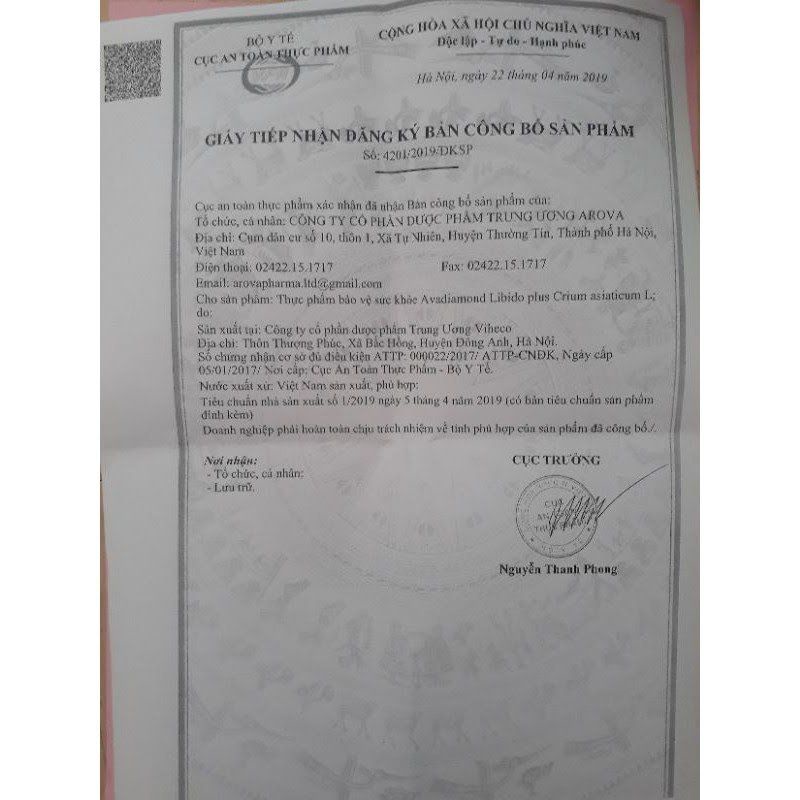 BỘ Y TẾ
CỤC AN TOÀN THỰC PHẨM
CỘNG HÒA XÃ HỘI CHỦ NGHĨA VIỆT NAM
Độc lập - Tự do - Hạnh phúc
Hà Nội, ngày 22 tháng 04 năm 2019
GIẤY TIẾP NHẬN ĐĂNG KÝ BẢN CÔNG BỐ SẢN PHẨM
Số: 4201/2019/ĐKSP
Cục an toàn thực phẩm xác nhận đã nhận Bản công bố sản phẩm của:
Tổ chức, cá nhân: CÔNG TY CỔ PHẦN DƯỢC PHẨM TRUNG ƯƠNG AROVA
Địa chỉ: Cụm dân cư số 10, thôn 1, Xã Tự Nhiên, Huyện Thường Tín, Thành phố Hà Nội,
Việt Nam
Điện thoại: 02422.15.1717 Fax: 02422.15.1717
Email: arovapharma.ltd@gmail.com
Cho sản phẩm: Thực phẩm bảo vệ sức khỏe Avadiamond Libido plus Crium asiaticum L;
do:
Sản xuất tại: Công ty cổ phần dược phẩm Trung Ương Viheco
Địa chỉ: Thôn Thượng Phúc, Xã Bắc Hồng, Huyện Đông Anh, Hà Nội.
Số chứng nhận cơ sở đủ điều kiện ATTP: 000022/2017/ ATTP-CNĐK, Ngày cấp
05/01/2017/ Nơi cấp: Cục An Toàn Thực Phẩm - Bộ Y Tế.
Nước xuất xứ: Việt Nam sản xuất, phù hợp:
Tiêu chuẩn nhà sản xuất số 1/2019 ngày 5 tháng 4 năm 2019 (có bản tiêu chuẩn sản phẩm
đính kèm)
Doanh nghiệp phải hoàn toàn chịu trách nhiệm về tính phù hợp của sản phẩm đã công bố./.
Nơi nhận:
- Tổ chức, cá nhân;
- Lưu trữ.
CỤC TRƯỞNG
CỤC
AN
Nguyễn Thanh Phong